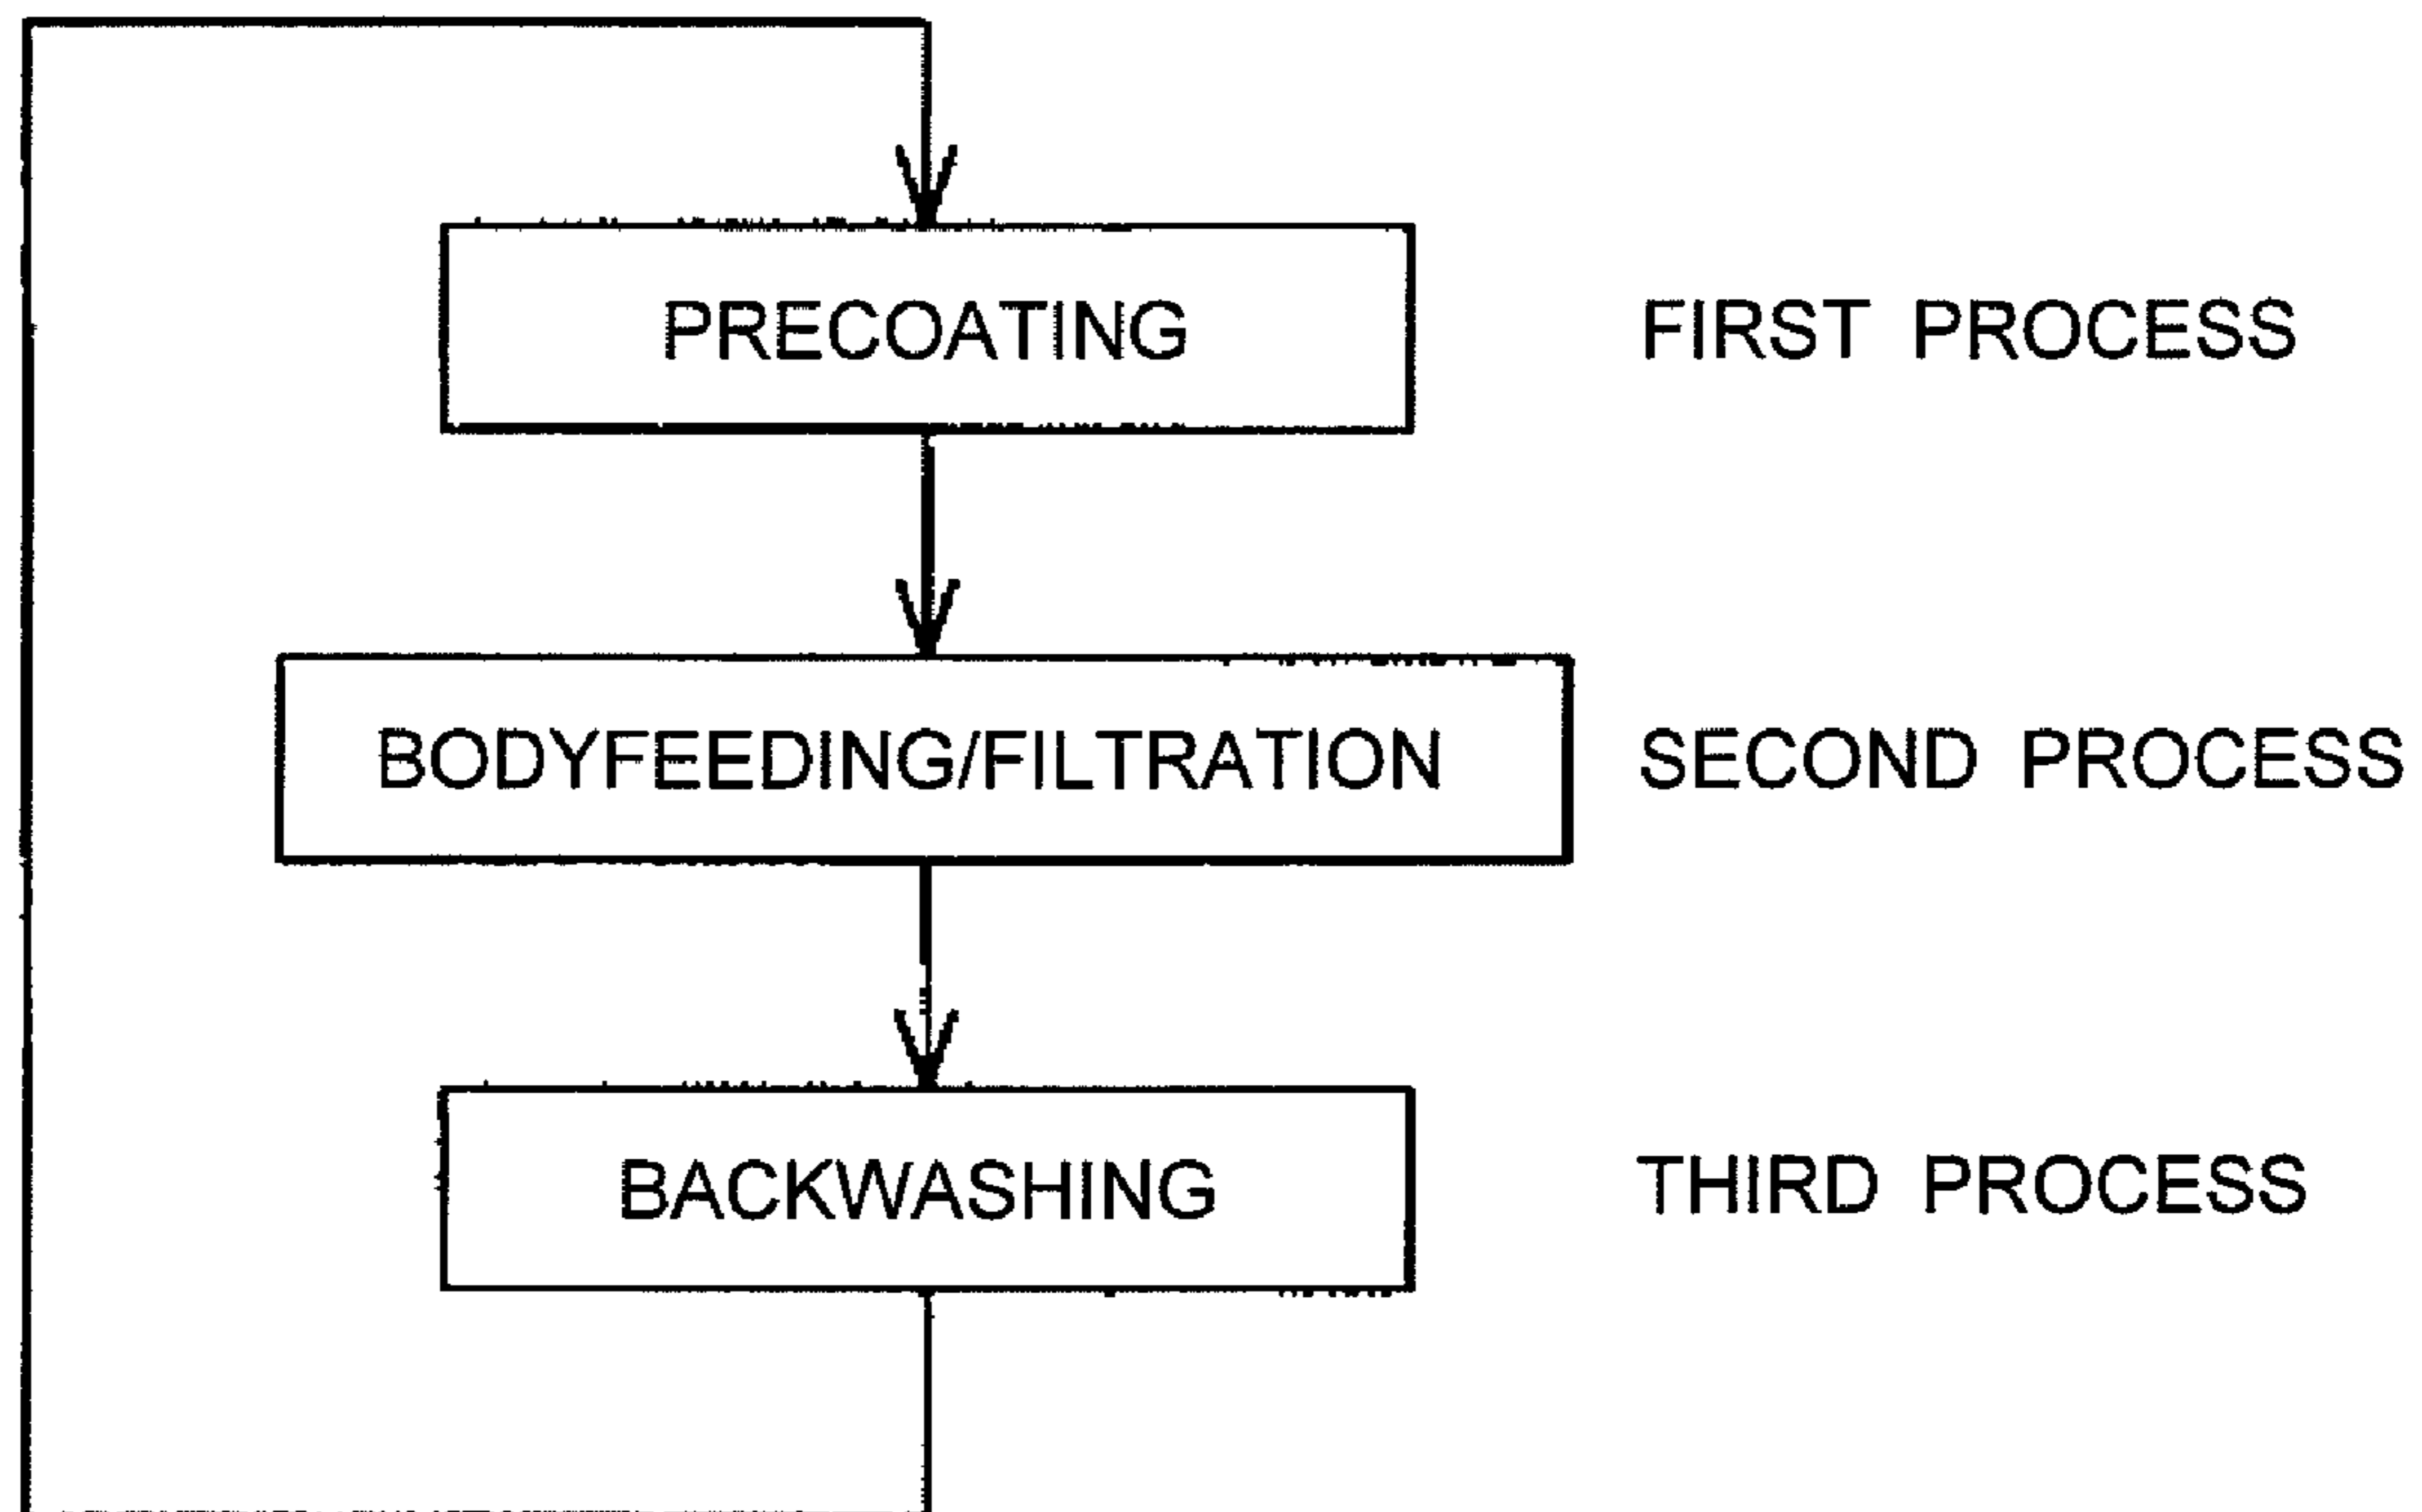 PRECOATING FIRST PROCESS
BODYFEEDING/FILTRATION SECOND PROCESS
BACKWASHING THIRD PROCESS